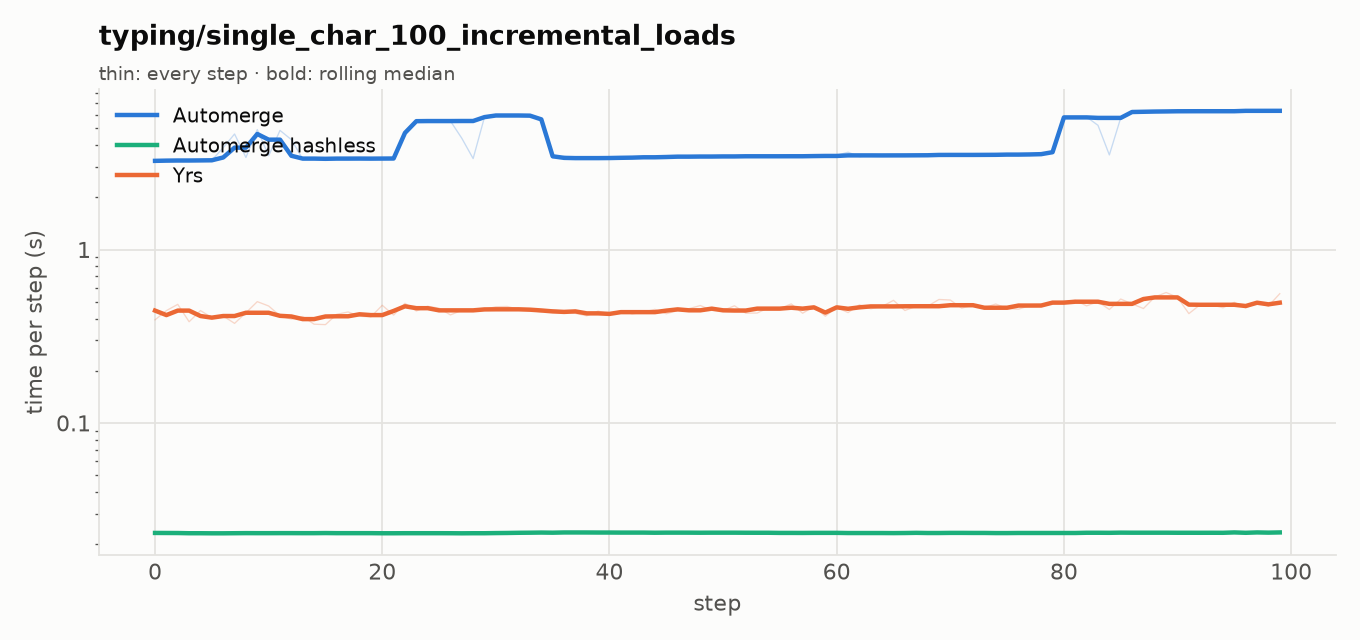 typing/single_char_100_incremental_loads
thin: every step · bold: rolling median
Automerge
Automerge hashless
Yrs
time per step (s)
1
0.1
0
20
40
60
80
100
step